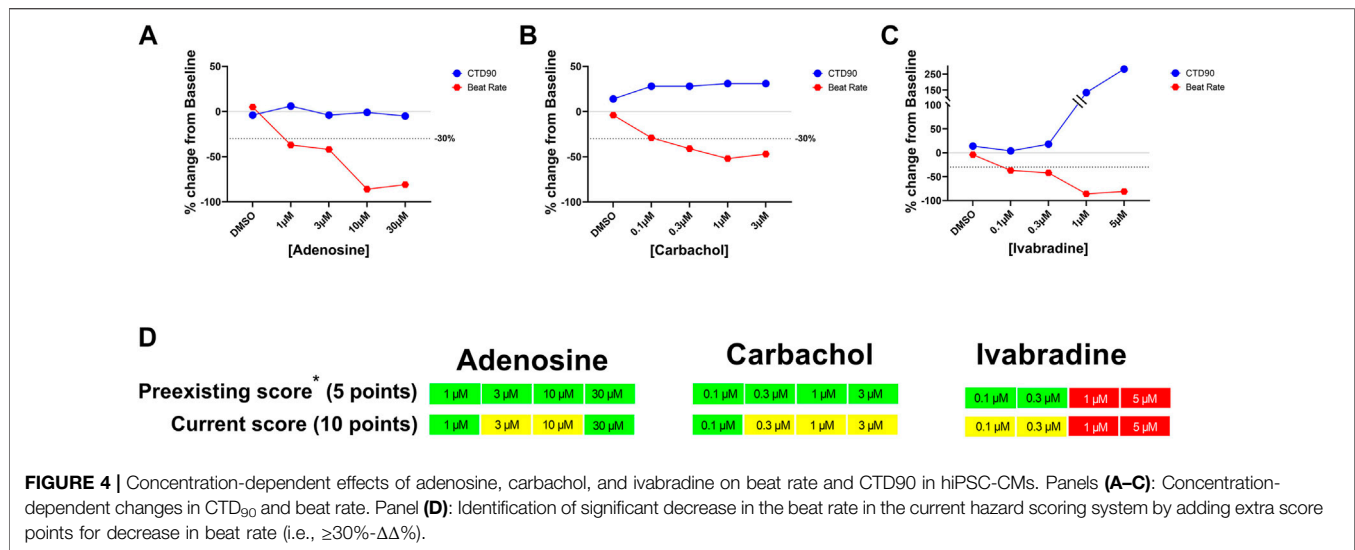 A
% change from Baseline
50
0
-50
-100
CTD90
Beat Rate
-30%
DMSO
1µM
3µM
10µM
30µM
[Adenosine]
B
% change from Baseline
50
0
-50
-100
CTD90
Beat Rate
-30%
DMSO
0.1µM
0.3µM
1µM
3µM
[Carbachol]
C
% change from Baseline
250
150
100
50
0
-50
-100
CTD90
Beat Rate
DMSO
0.1µM
0.3µM
1µM
5µM
[Ivabradine]
D
Adenosine Carbachol Ivabradine
Preexisting score* (5 points) 1 µM 3 µM 10 µM 30 µM 0.1 µM 0.3 µM 1 µM 3 µM 0.1 µM 0.3 µM 1 µM 5 µM
Current score (10 points) 1 µM 3 µM 10 µM 30 µM 0.1 µM 0.3 µM 1 µM 3 µM 0.1 µM 0.3 µM 1 µM 5 µM
FIGURE 4 | Concentration-dependent effects of adenosine, carbachol, and ivabradine on beat rate and CTD90 in hiPSC-CMs. Panels (A–C): Concentration-
dependent changes in CTD₉₀ and beat rate. Panel (D): Identification of significant decrease in the beat rate in the current hazard scoring system by adding extra score
points for decrease in beat rate (i.e., ≥30%-ΔΔ%).